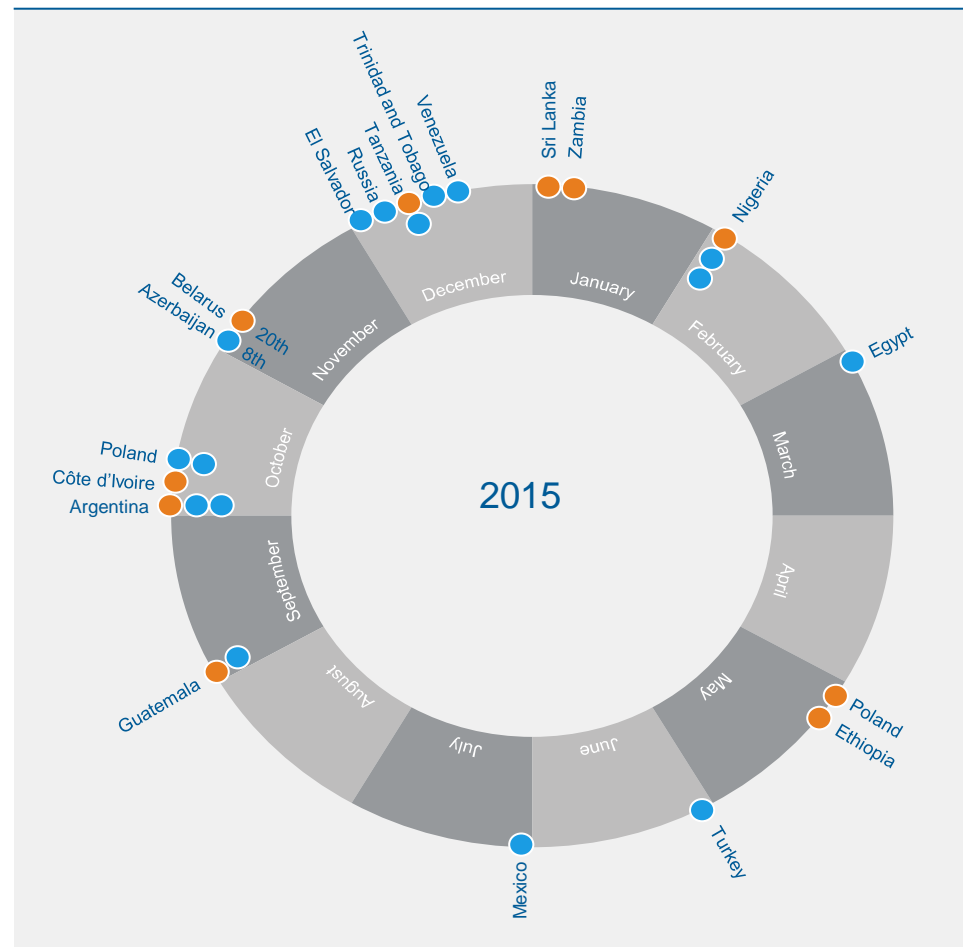 2015
January
February
March
April
May
June
July
August
September
October
November
December
Sri Lanka
Zambia
Nigeria
Egypt
Poland
Ethiopia
Turkey
Mexico
Guatemala
Argentina
Côte d’Ivoire
Poland
Azerbaijan
8th
Belarus
20th
El Salvador
Russia
Tanzania
Trinidad and Tobago
Venezuela